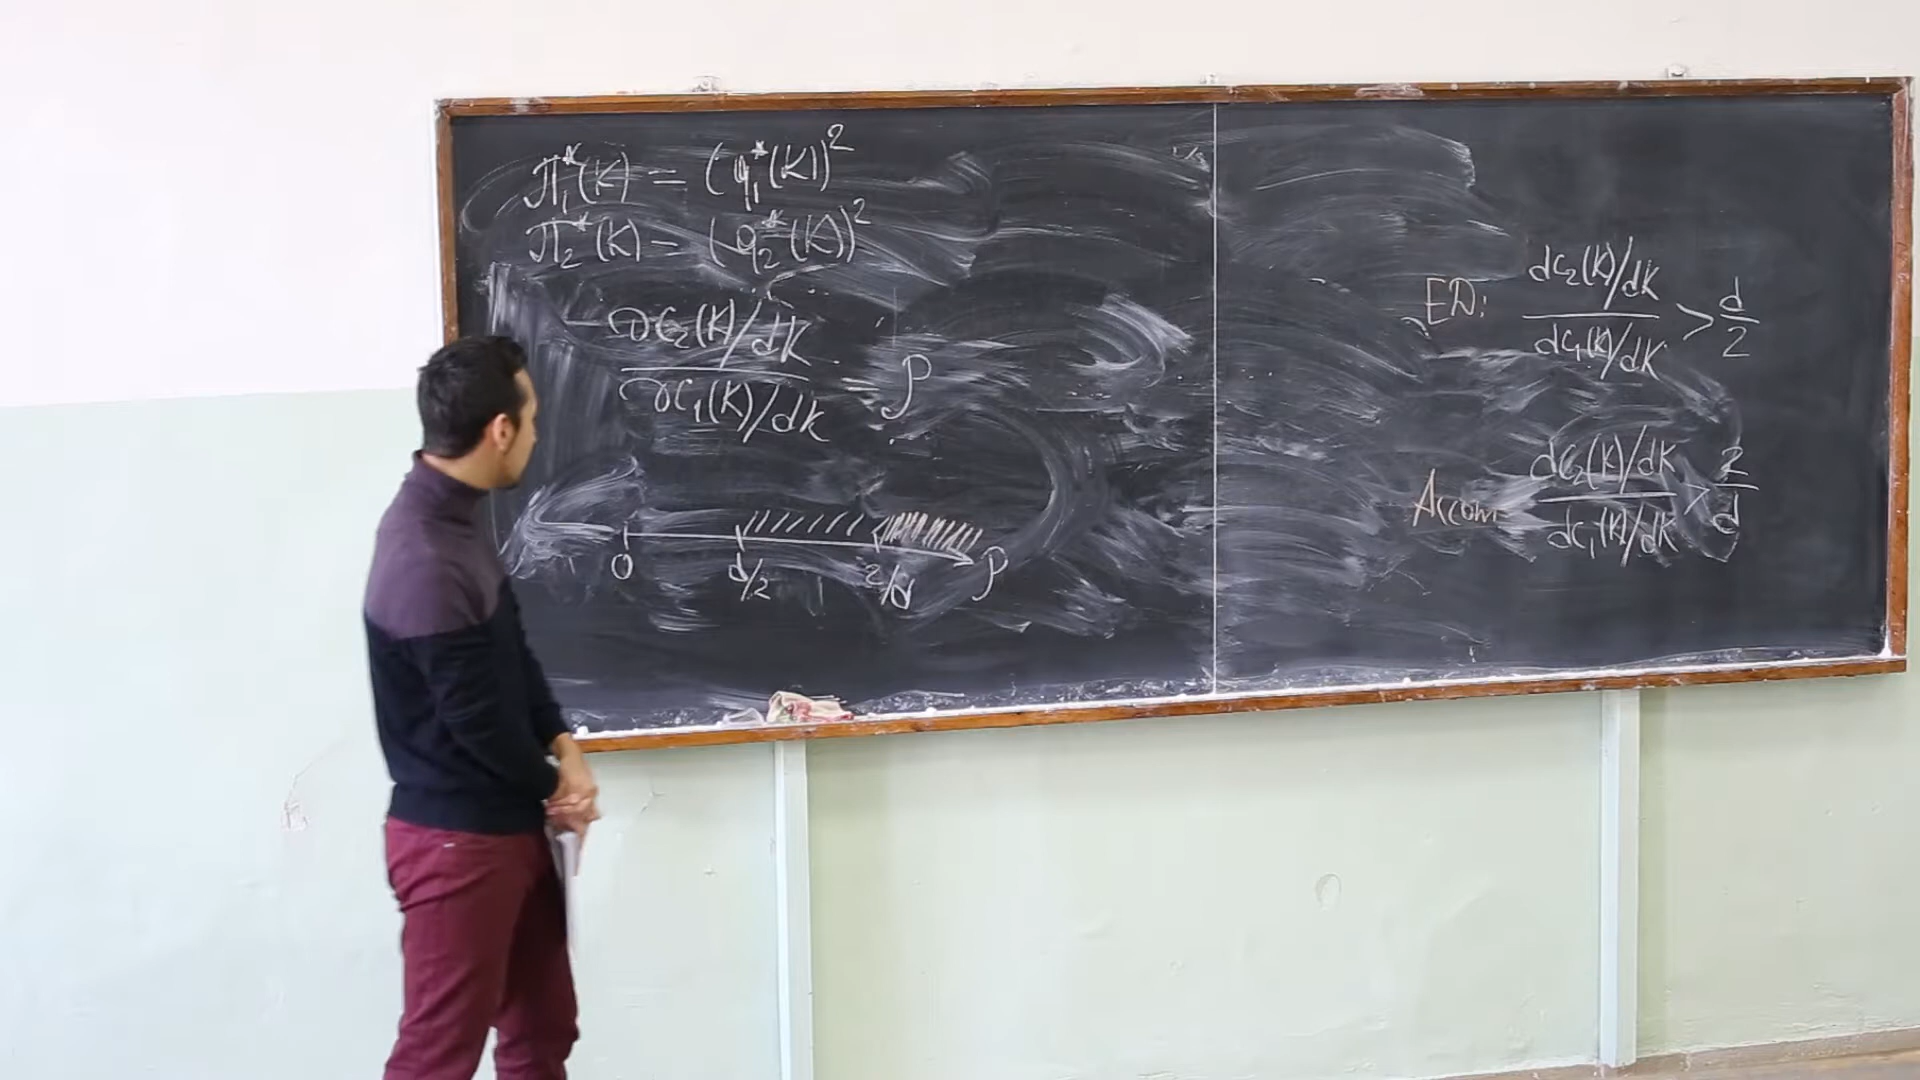 π₁*(K) = (q₁*(K))²
π₂*(K) = (q₂*(K))²
∂C₂(K)/dK
∂C₁(K)/dK
ρ
0 d/2 2/d ρ
ED: dC₂(K)/dK / dC₁(K)/dK > d/2
Accom. dC₂(K)/dK / dC₁(K)/dK > 2/d